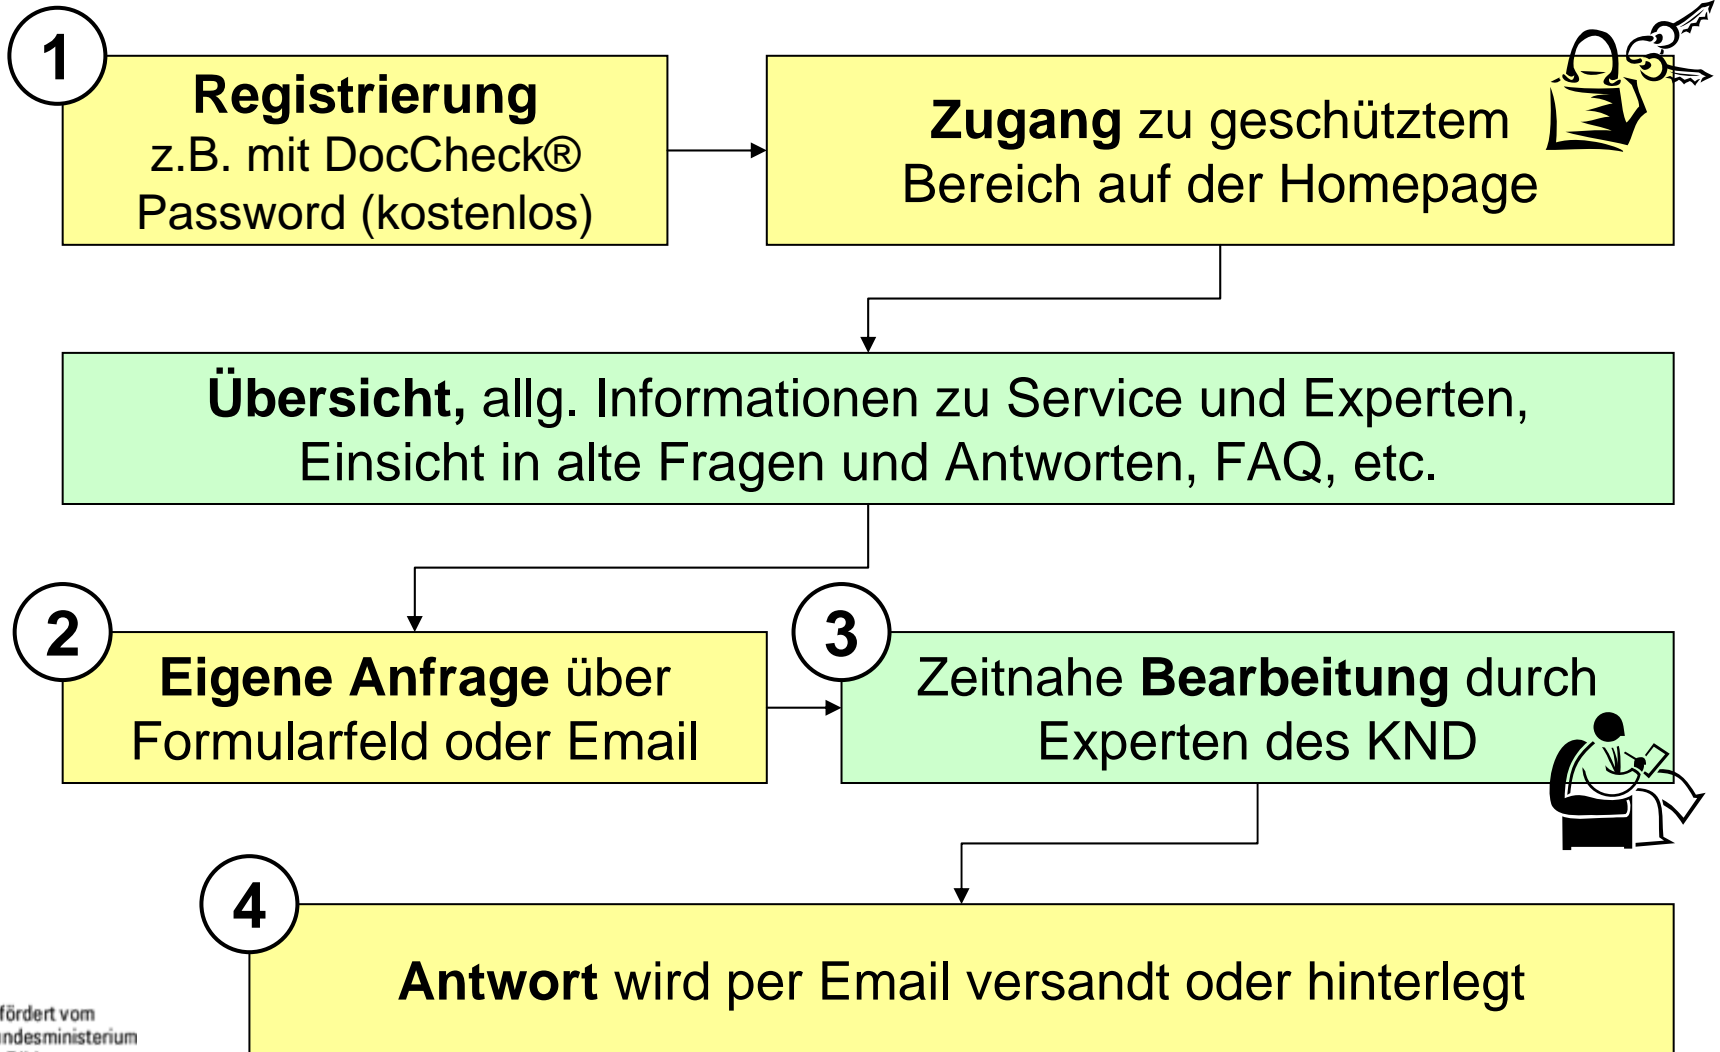 1
Registrierung
z.B. mit DocCheck®
Password (kostenlos)
Zugang zu geschütztem
Bereich auf der Homepage
Übersicht, allg. Informationen zu Service und Experten,
Einsicht in alte Fragen und Antworten, FAQ, etc.
2
Eigene Anfrage über
Formularfeld oder Email
3
Zeitnahe Bearbeitung durch
Experten des KND
4
Antwort wird per Email versandt oder hinterlegt
fördert vom
undesministerium